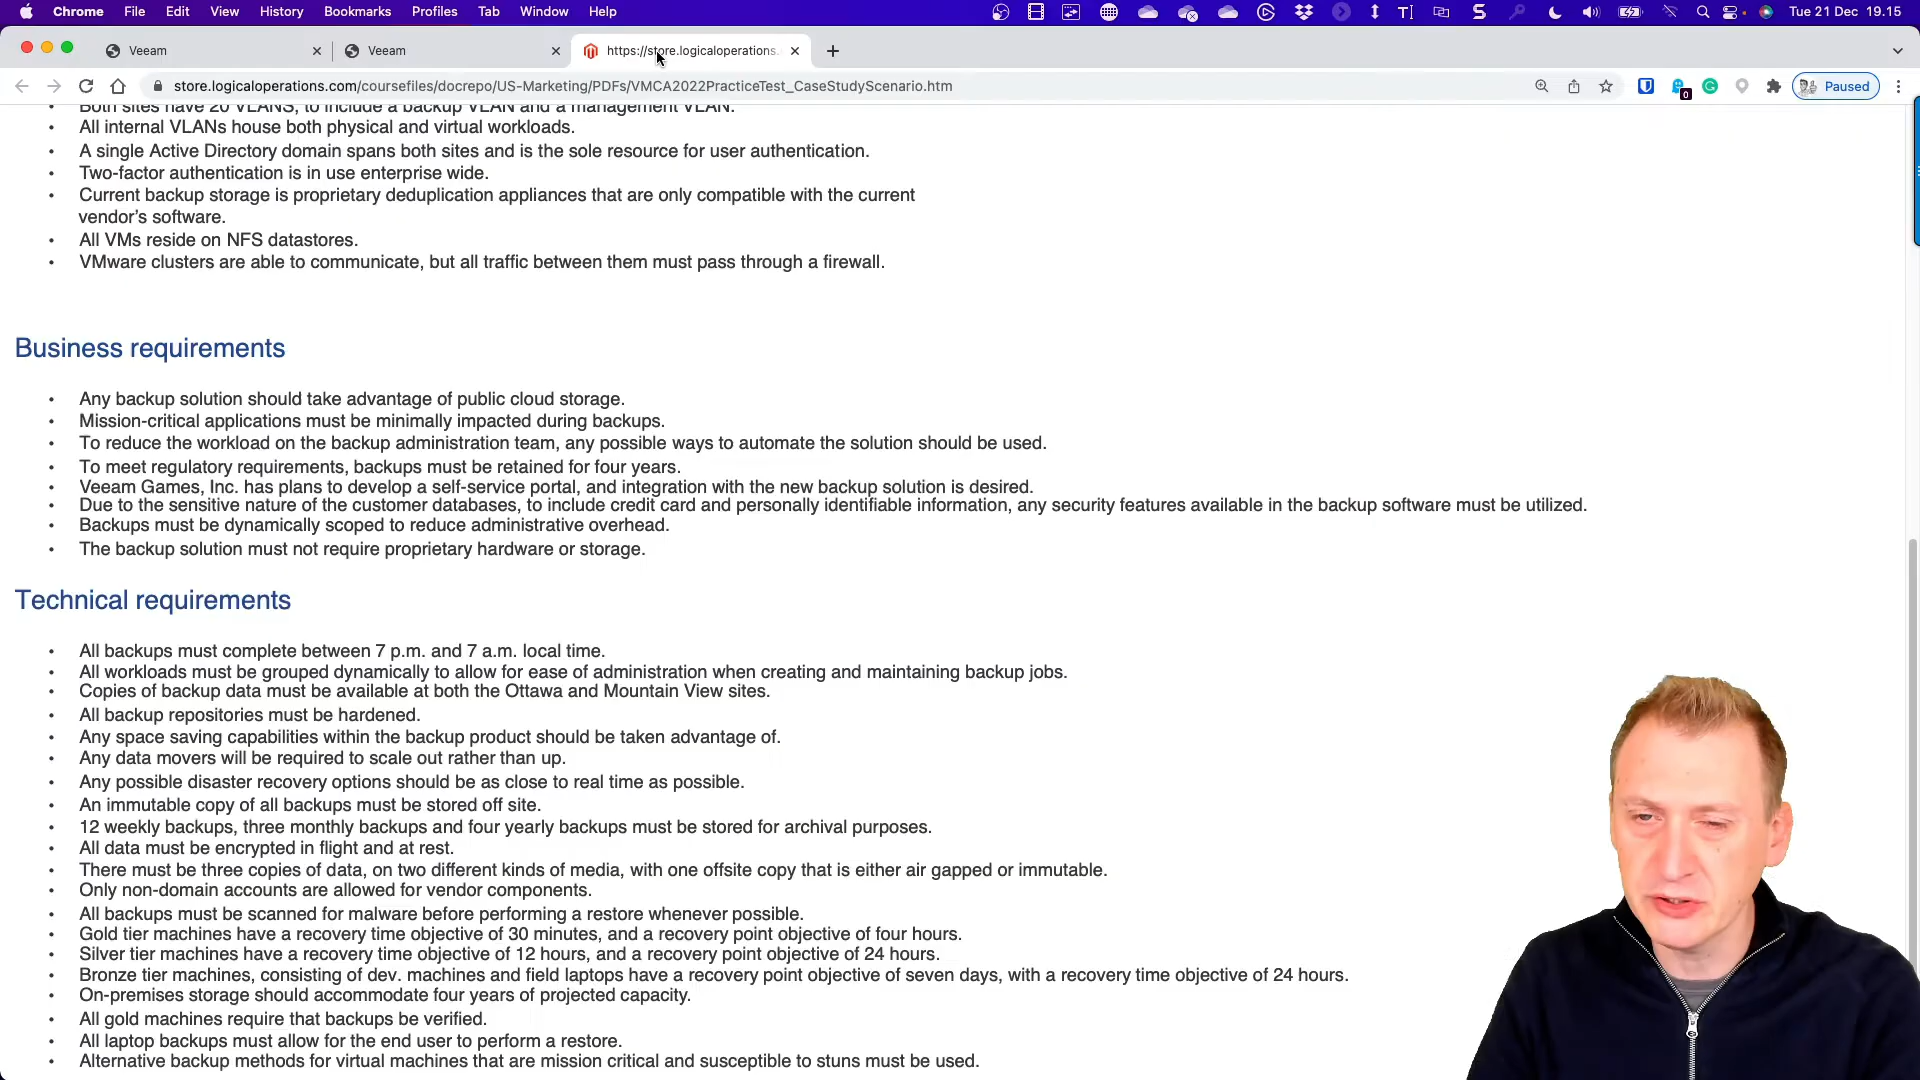 Chrome File Edit View History Bookmarks Profiles Tab Window Help
Tue 21 Dec 19.15
Veeam
Veeam
https://store.logicaloperations.
store.logicaloperations.com/coursefiles/docrepo/US-Marketing/PDFs/VMCA2022PracticeTest_CaseStudyScenario.htm
0
Paused
• Both sites have 20 VLANS, to include a backup VLAN and a management VLAN.
• All internal VLANs house both physical and virtual workloads.
• A single Active Directory domain spans both sites and is the sole resource for user authentication.
• Two-factor authentication is in use enterprise wide.
• Current backup storage is proprietary deduplication appliances that are only compatible with the current
vendor's software.
• All VMs reside on NFS datastores.
• VMware clusters are able to communicate, but all traffic between them must pass through a firewall.
Business requirements
• Any backup solution should take advantage of public cloud storage.
• Mission-critical applications must be minimally impacted during backups.
• To reduce the workload on the backup administration team, any possible ways to automate the solution should be used.
• To meet regulatory requirements, backups must be retained for four years.
• Veeam Games, Inc. has plans to develop a self-service portal, and integration with the new backup solution is desired.
• Due to the sensitive nature of the customer databases, to include credit card and personally identifiable information, any security features available in the backup software must be utilized.
• Backups must be dynamically scoped to reduce administrative overhead.
• The backup solution must not require proprietary hardware or storage.
Technical requirements
• All backups must complete between 7 p.m. and 7 a.m. local time.
• All workloads must be grouped dynamically to allow for ease of administration when creating and maintaining backup jobs.
• Copies of backup data must be available at both the Ottawa and Mountain View sites.
• All backup repositories must be hardened.
• Any space saving capabilities within the backup product should be taken advantage of.
• Any data movers will be required to scale out rather than up.
• Any possible disaster recovery options should be as close to real time as possible.
• An immutable copy of all backups must be stored off site.
• 12 weekly backups, three monthly backups and four yearly backups must be stored for archival purposes.
• All data must be encrypted in flight and at rest.
• There must be three copies of data, on two different kinds of media, with one offsite copy that is either air gapped or immutable.
• Only non-domain accounts are allowed for vendor components.
• All backups must be scanned for malware before performing a restore whenever possible.
• Gold tier machines have a recovery time objective of 30 minutes, and a recovery point objective of four hours.
• Silver tier machines have a recovery time objective of 12 hours, and a recovery point objective of 24 hours.
• Bronze tier machines, consisting of dev. machines and field laptops have a recovery point objective of seven days, with a recovery time objective of 24 hours.
• On-premises storage should accommodate four years of projected capacity.
• All gold machines require that backups be verified.
• All laptop backups must allow for the end user to perform a restore.
• Alternative backup methods for virtual machines that are mission critical and susceptible to stuns must be used.